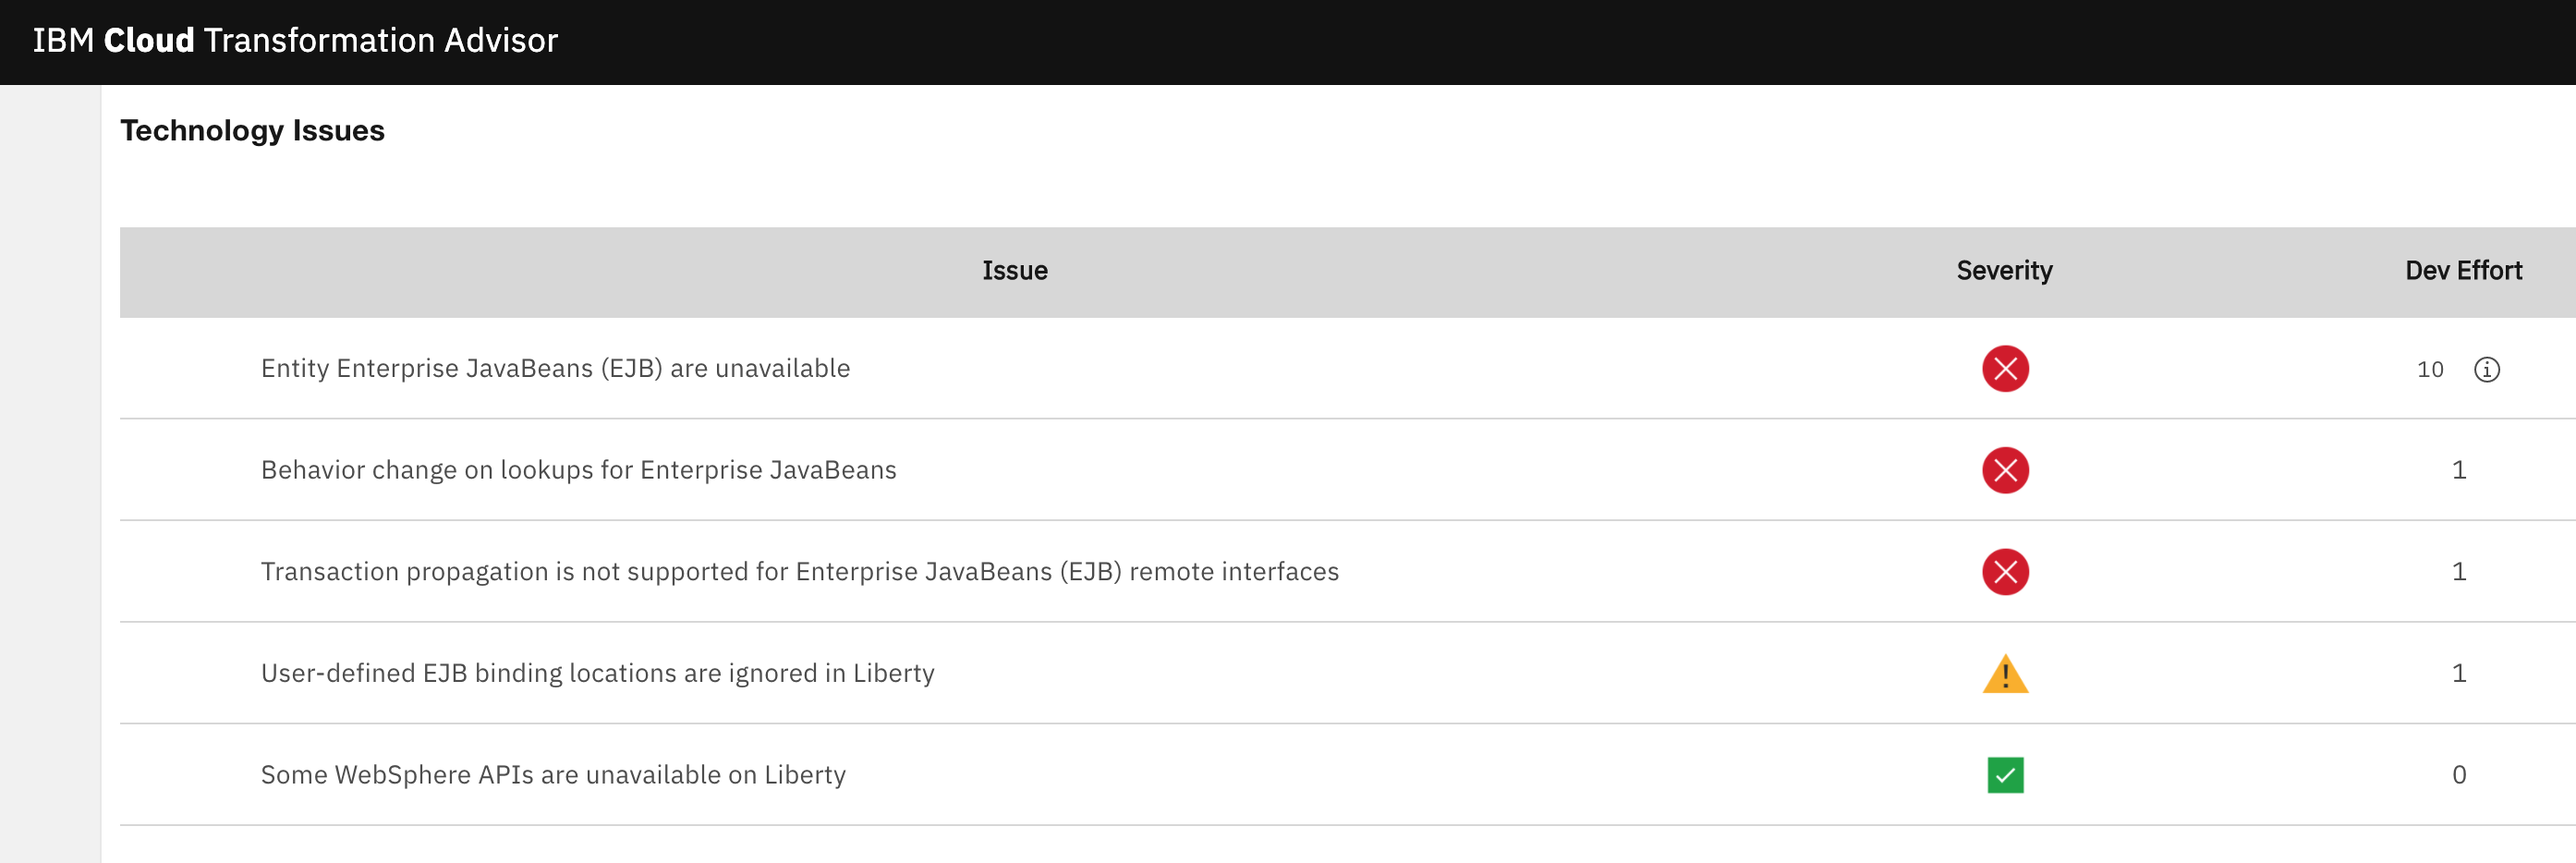 IBM Cloud Transformation Advisor
Technology Issues
Issue Severity Dev Effort
Entity Enterprise JavaBeans (EJB) are unavailable 10
Behavior change on lookups for Enterprise JavaBeans 1
Transaction propagation is not supported for Enterprise JavaBeans (EJB) remote interfaces 1
User-defined EJB binding locations are ignored in Liberty 1
Some WebSphere APIs are unavailable on Liberty 0